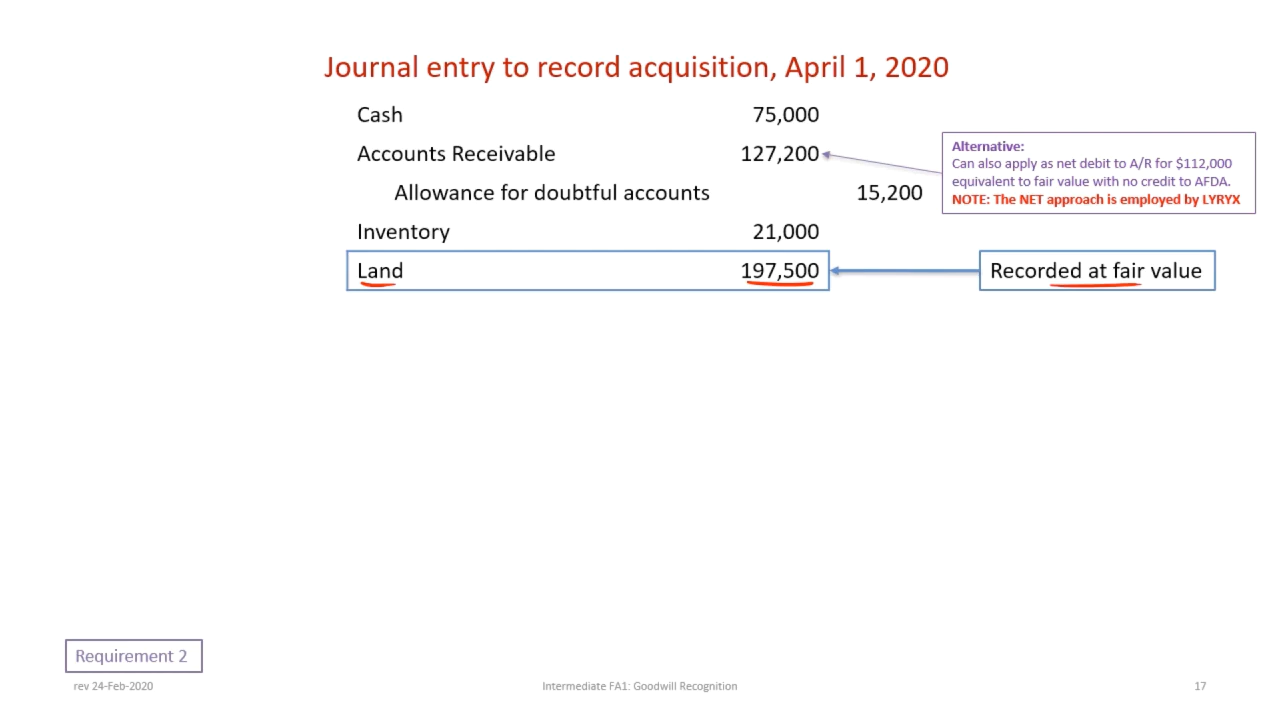 Journal entry to record acquisition, April 1, 2020
Cash 75,000
Accounts Receivable 127,200
Allowance for doubtful accounts 15,200
Alternative:
Can also apply as net debit to A/R for $112,000
equivalent to fair value with no credit to AFDA.
NOTE: The NET approach is employed by LYRYX
Inventory 21,000
Land 197,500
Recorded at fair value
Requirement 2
rev 24-Feb-2020
Intermediate FA1: Goodwill Recognition
17